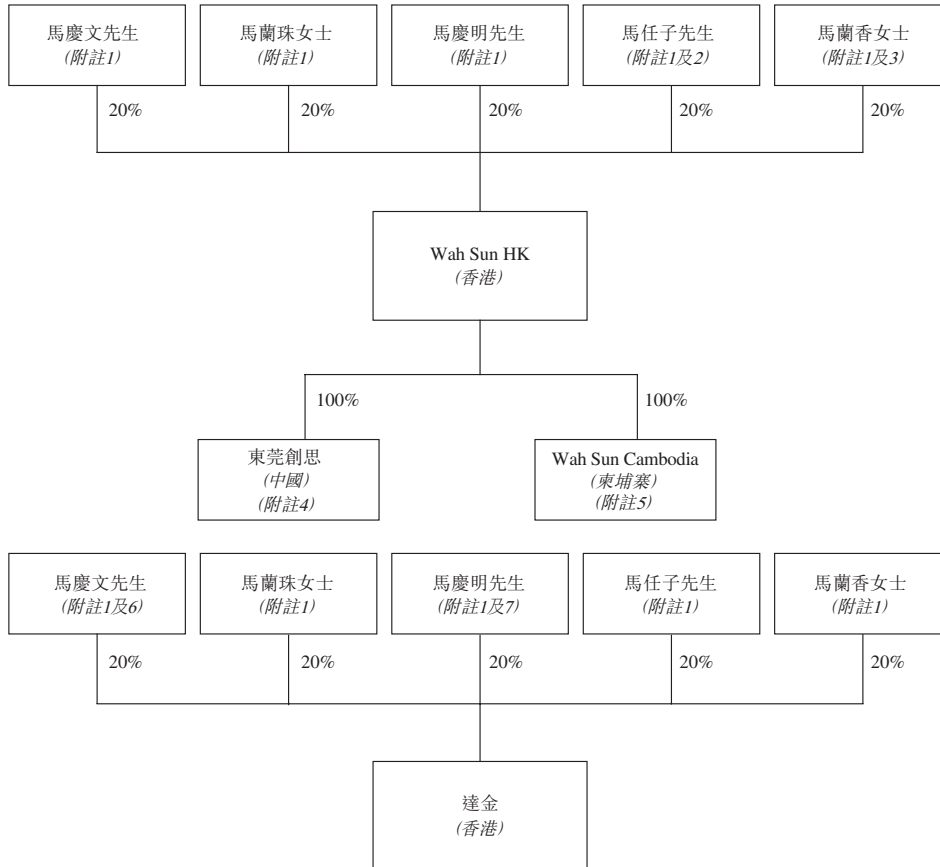 馬慶文先生
(附註1)
馬蘭珠女士
(附註1)
馬慶明先生
(附註1)
馬任子先生
(附註1及2)
馬蘭香女士
(附註1及3)
20%
20%
20%
20%
20%
Wah Sun HK
(香港)
100%
100%
東莞創思
(中國)
(附註4)
Wah Sun Cambodia
(柬埔寨)
(附註5)
馬慶文先生
(附註1及6)
馬蘭珠女士
(附註1)
馬慶明先生
(附註1及7)
馬任子先生
(附註1)
馬蘭香女士
(附註1)
20%
20%
20%
20%
20%
達金
(香港)